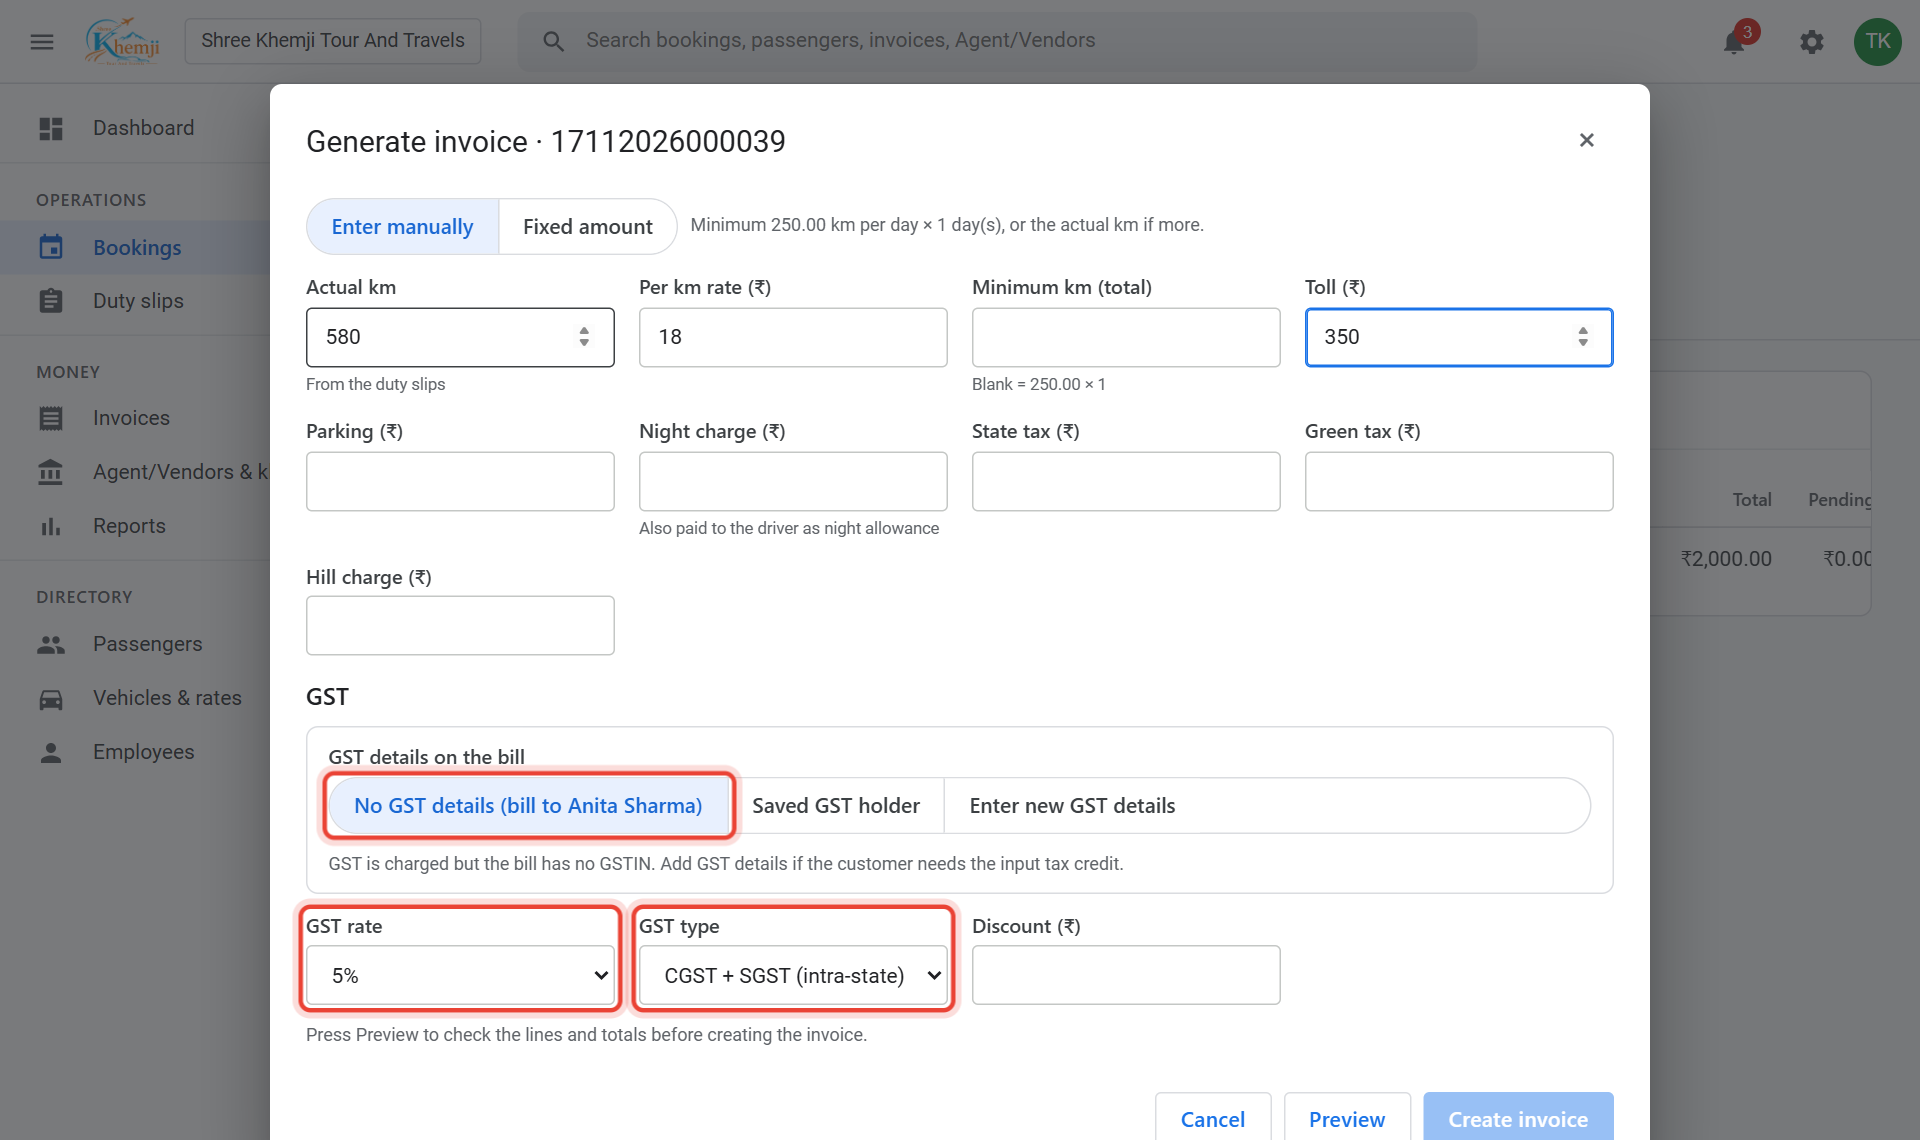 Khemji
Shree Khemji Tour And Travels
Search bookings, passengers, invoices, Agent/Vendors
3
TK
Dashboard
OPERATIONS
Bookings
Duty slips
MONEY
Invoices
Agent/Vendors & k
Reports
DIRECTORY
Passengers
Vehicles & rates
Employees
Generate invoice · 17112026000039
Enter manually
Fixed amount
Minimum 250.00 km per day × 1 day(s), or the actual km if more.
Actual km
Per km rate (₹)
Minimum km (total)
Toll (₹)
580
18
350
From the duty slips
Blank = 250.00 × 1
Parking (₹)
Night charge (₹)
State tax (₹)
Green tax (₹)
Also paid to the driver as night allowance
Hill charge (₹)
GST
GST details on the bill
No GST details (bill to Anita Sharma)
Saved GST holder
Enter new GST details
GST is charged but the bill has no GSTIN. Add GST details if the customer needs the input tax credit.
GST rate
GST type
Discount (₹)
5%
CGST + SGST (intra-state)
Press Preview to check the lines and totals before creating the invoice.
Cancel
Preview
Create invoice
Total
Pending
₹2,000.00
₹0.00